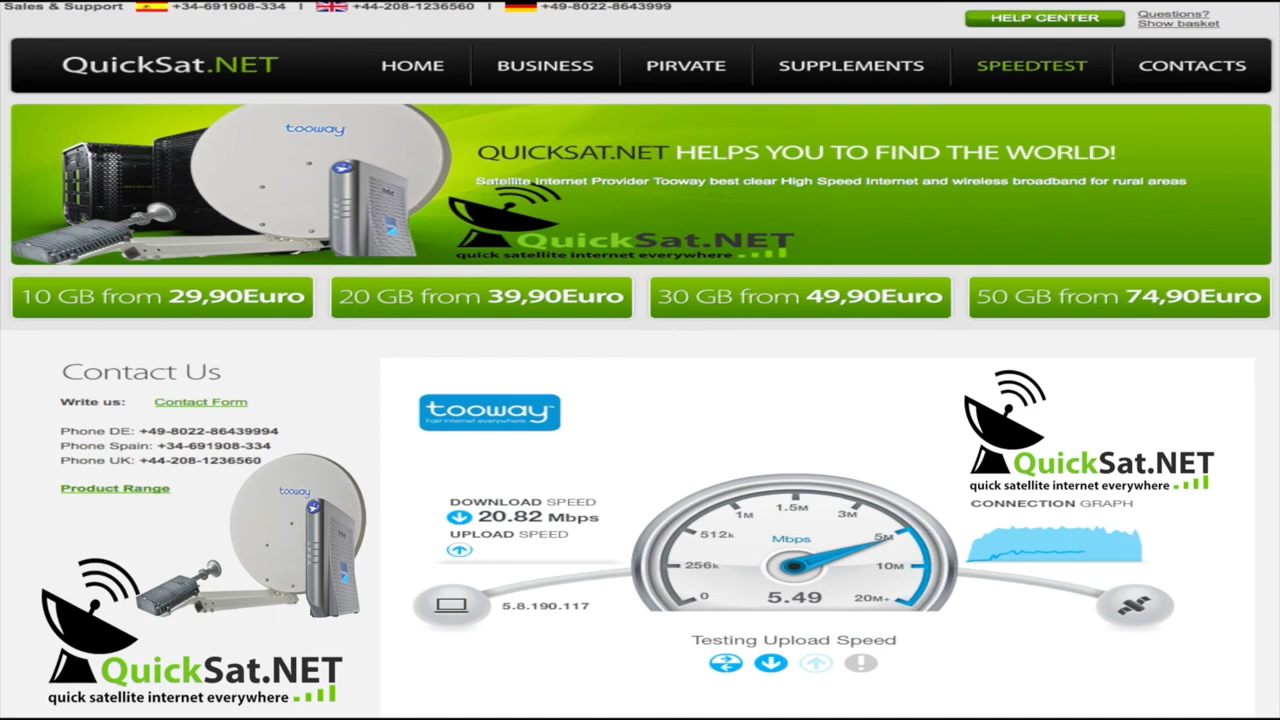 Sales & Support +34-691908-334 I +44-208-1236560 I +49-8022-8643999
HELP CENTER
Questions?
Show basket
QuickSat.NET HOME BUSINESS PIRVATE SUPPLEMENTS SPEEDTEST CONTACTS
tooway
QUICKSAT.NET HELPS YOU TO FIND THE WORLD!
Satellite Internet Provider Tooway best clear High Speed Internet and wireless broadband for rural areas
QuickSat.NET
quick satellite internet everywhere
10 GB from 29,90Euro 20 GB from 39,90Euro 30 GB from 49,90Euro 50 GB from 74,90Euro
Contact Us
Write us: Contact Form
Phone DE: +49-8022-86439994
Phone Spain: +34-691908-334
Phone UK: +44-208-1236560
Product Range
tooway
QuickSat.NET
quick satellite internet everywhere
tooway™
Fast Internet everywhere
QuickSat.NET
quick satellite internet everywhere
CONNECTION GRAPH
DOWNLOAD SPEED
20.82 Mbps
UPLOAD SPEED
5.8.190.117
0 256k 512k 1M 1.5M 3M 5M 10M 20M+
Mbps
5.49
Testing Upload Speed